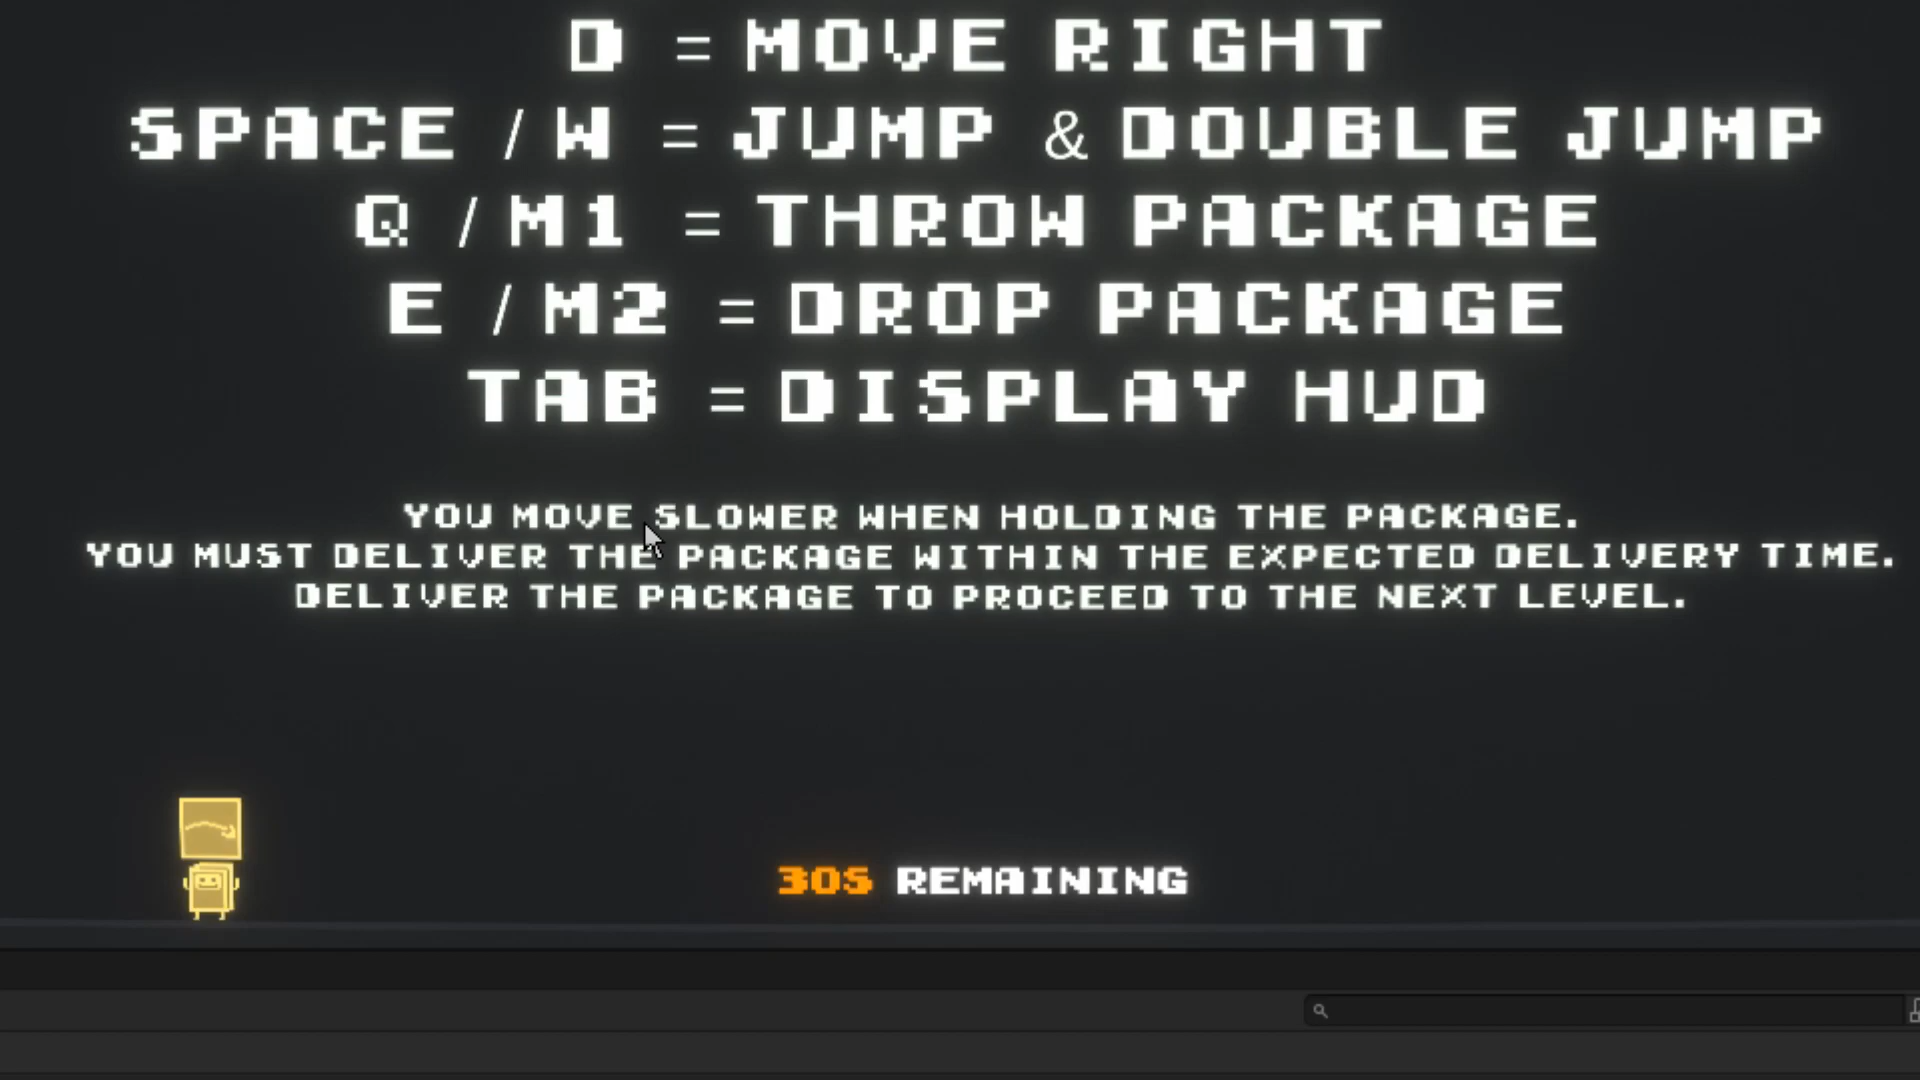 D = MOVE RIGHT
SPACE / W = JUMP & DOUBLE JUMP
Q / M1 = THROW PACKAGE
E / M2 = DROP PACKAGE
TAB = DISPLAY HUD
YOU MOVE SLOWER WHEN HOLDING THE PACKAGE.
YOU MUST DELIVER THE PACKAGE WITHIN THE EXPECTED DELIVERY TIME.
DELIVER THE PACKAGE TO PROCEED TO THE NEXT LEVEL.
30S REMAINING